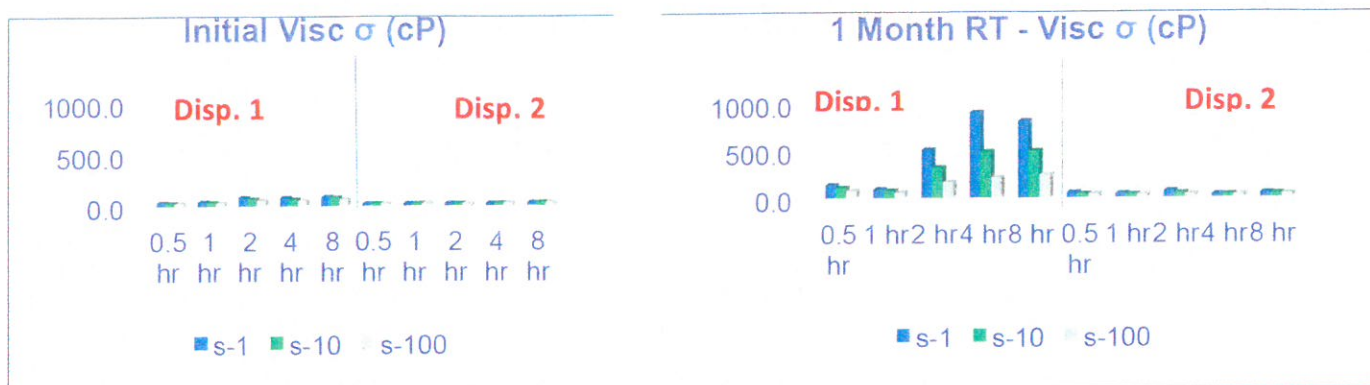 Initial Visc σ (cP)
1000.0
500.0
0.0
Disp. 1
Disp. 2
0.5 hr
1 hr
2 hr
4 hr
8 hr
0.5 hr
1 hr
2 hr
4 hr
8 hr
s-1 s-10 s-100
1 Month RT - Visc σ (cP)
1000.0
500.0
0.0
Disp. 1
Disp. 2
0.5 hr
1 hr
2 hr
4 hr
8 hr
0.5 hr
1 hr
2 hr
4 hr
8 hr
s-1 s-10 s-100